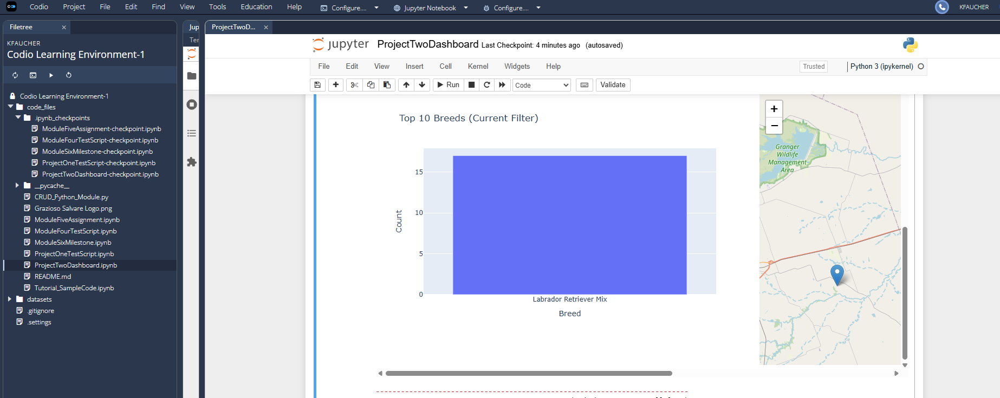 Codio Project File Edit Find View Tools Education Help Configure.... Jupyter Notebook Configure.... KFAUCHER
Filetree
KFAUCHER
Codio Learning Environment-1
Codio Learning Environment-1
code_files
.ipynb_checkpoints
ModuleFiveAssignment-checkpoint.ipynb
ModuleFourTestScript-checkpoint.ipynb
ModuleSixMilestone-checkpoint.ipynb
ProjectOneTestScript-checkpoint.ipynb
ProjectTwoDashboard-checkpoint.ipynb
__pycache__
CRUD_Python_Module.py
Grazioso Salvare Logo.png
ModuleFiveAssignment.ipynb
ModuleFourTestScript.ipynb
ModuleSixMilestone.ipynb
ProjectOneTestScript.ipynb
ProjectTwoDashboard.ipynb
README.md
Tutorial_SampleCode.ipynb
datasets
.gitignore
.settings
Jup
Ter
ProjectTwoD...
jupyter ProjectTwoDashboard Last Checkpoint: 4 minutes ago (autosaved)
File Edit View Insert Cell Kernel Widgets Help Trusted Python 3 (ipykernel)
Run Code Validate
Top 10 Breeds (Current Filter)
15
10
5
0
Count
Labrador Retriever Mix
Breed
+
−
Granger
Wildlife
Management
Area